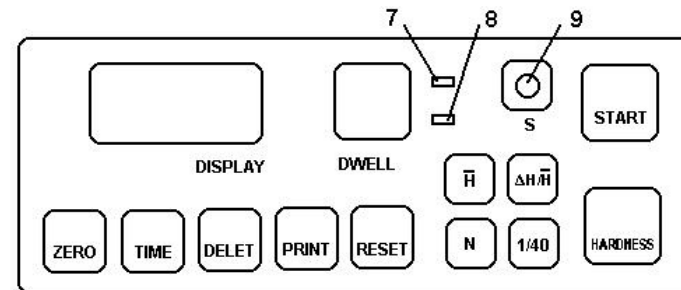 7 8 9
S
START
DISPLAY DWELL
H̅ ΔH/H̅
ZERO TIME DELET PRINT RESET N 1/40 HARDNESS